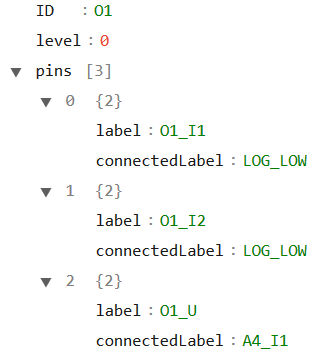 ID : O1
level : 0
▼ pins [3]
▼ 0 {2}
label : O1_I1
connectedLabel : LOG_LOW
▼ 1 {2}
label : O1_I2
connectedLabel : LOG_LOW
▼ 2 {2}
label : O1_U
connectedLabel : A4_I1